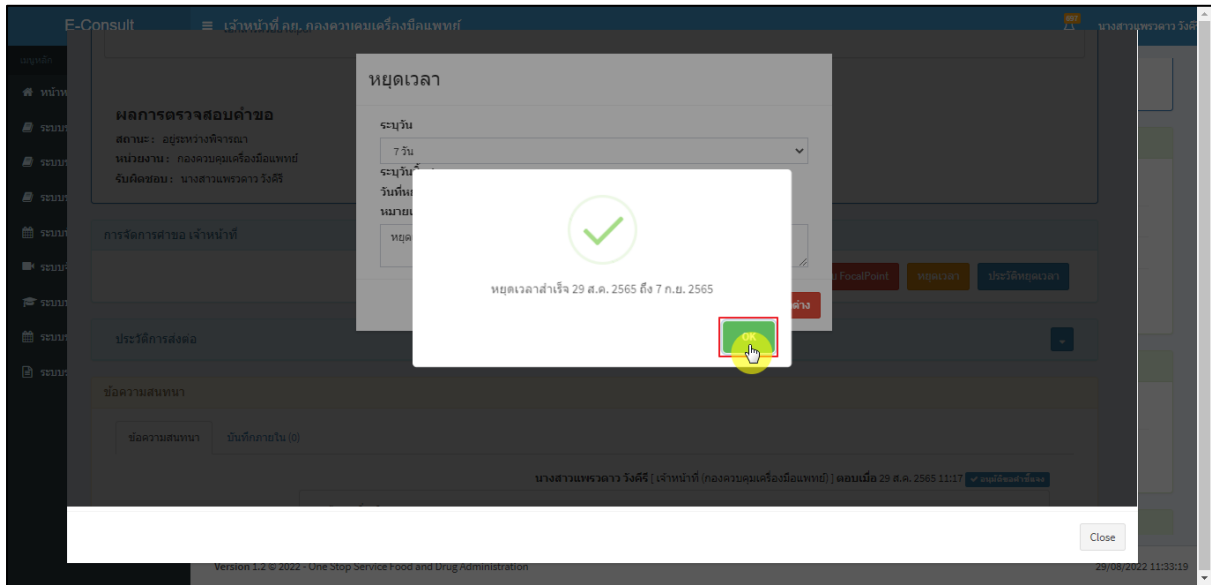 E-Consult
เจ้าหน้าที่ อย. กองควบคุมเครื่องมือแพทย์
นางสาวแพรวดาว วังคีรี
เมนูหลัก
ผลการตรวจสอบคำขอ
สถานะ : อยู่ระหว่างพิจารณา
หน่วยงาน : กองควบคุมเครื่องมือแพทย์
รับผิดชอบ : นางสาวแพรวดาว วังคีรี
หยุดเวลา
ระบุวัน
7 วัน
หยุดเวลาสำเร็จ 29 ส.ค. 2565 ถึง 7 ก.ย. 2565
OK
การจัดการคำขอ เจ้าหน้าที่
FocalPoint
หยุดเวลา
ประวัติหยุดเวลา
ประวัติการส่งต่อ
ข้อความสนทนา
ข้อความสนทนา
บันทึกภายใน (0)
นางสาวแพรวดาว วังคีรี [ เจ้าหน้าที่ (กองควบคุมเครื่องมือแพทย์) ] ตอบเมื่อ 29 ส.ค. 2565 11:17
Close
Version 1.2 © 2022 - One Stop Service Food and Drug Administration
29/08/2022 11:33:19